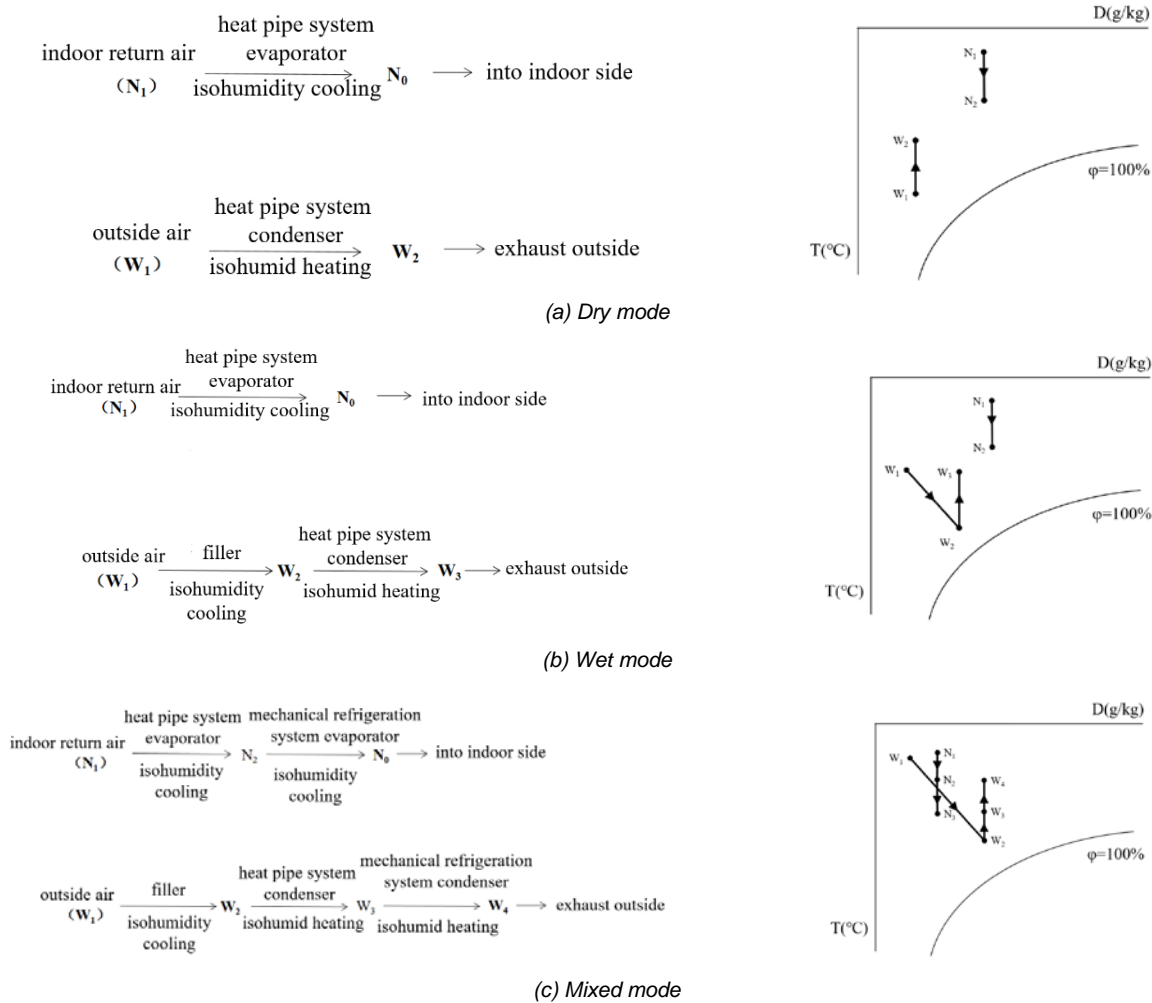 heat pipe system
evaporator
indoor return air
(N₁)
isohumidity cooling
N₀
into indoor side
heat pipe system
condenser
outside air
(W₁)
isohumid heating
W₂
exhaust outside
D(g/kg)
N₁
N₂
W₂
W₁
φ=100%
T(℃)
(a) Dry mode
heat pipe system
evaporator
indoor return air
(N₁)
isohumidity cooling
N₀
into indoor side
outside air
(W₁)
filler
isohumidity
cooling
W₂
heat pipe system
condenser
isohumid heating
W₃
exhaust outside
D(g/kg)
N₁
N₂
W₁
W₃
W₂
φ=100%
T(℃)
(b) Wet mode
heat pipe system
evaporator
indoor return air
(N₁)
isohumidity
cooling
N₂
mechanical refrigeration
system evaporator
isohumidity
cooling
N₀
into indoor side
outside air
(W₁)
filler
isohumidity
cooling
W₂
heat pipe system
condenser
isohumid heating
W₃
mechanical refrigeration
system condenser
isohumid heating
W₄
exhaust outside
D(g/kg)
W₁
N₁
N₂
N₃
W₄
W₃
W₂
φ=100%
T(℃)
(c) Mixed mode